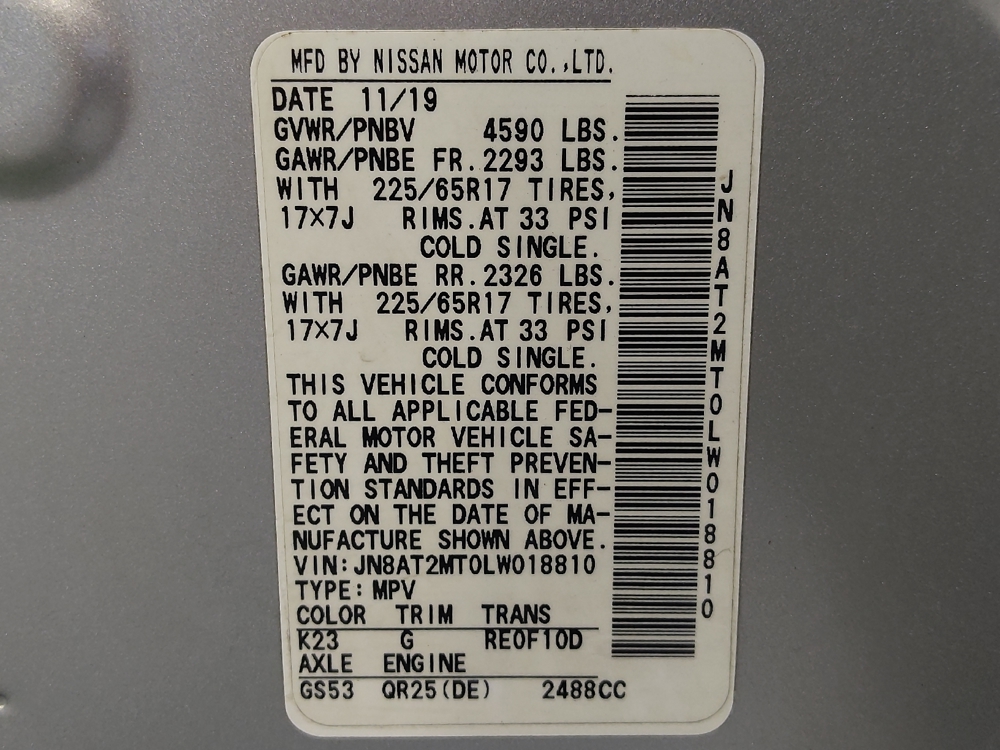 MFD BY NISSAN MOTOR CO.,LTD.
DATE 11/19
GVWR/PNBV 4590 LBS.
GAWR/PNBE FR.2293 LBS.
WITH 225/65R17 TIRES,
17×7J RIMS.AT 33 PSI
COLD SINGLE.
GAWR/PNBE RR.2326 LBS.
WITH 225/65R17 TIRES,
17×7J RIMS.AT 33 PSI
COLD SINGLE.
THIS VEHICLE CONFORMS
TO ALL APPLICABLE FED-
ERAL MOTOR VEHICLE SA-
FETY AND THEFT PREVEN-
TION STANDARDS IN EFF-
ECT ON THE DATE OF MA-
NUFACTURE SHOWN ABOVE.
VIN:JN8AT2MT0LW018810
TYPE:MPV
COLOR TRIM TRANS
K23 G RE0F10D
AXLE ENGINE
GS53 QR25(DE) 2488CC
JN8AT2MT0LW018810